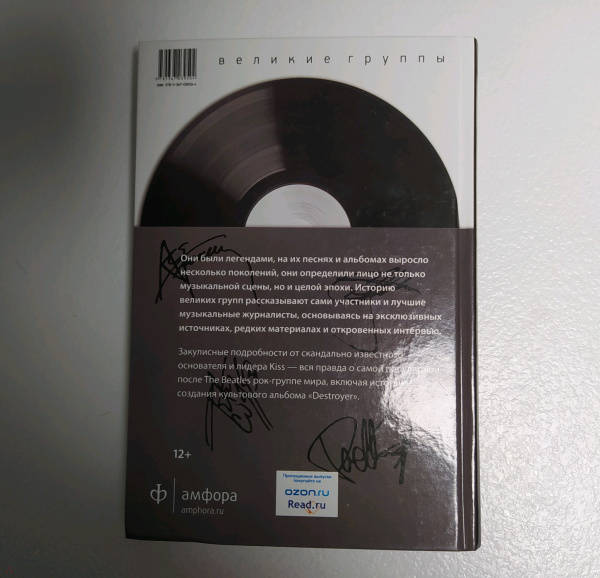 великие группы
Они были легендами, на их песнях и альбомах выросло
несколько поколений, они определили лицо не только
музыкальной сцены, но и целой эпохи. Историю
великих групп рассказывают сами участники и лучшие
музыкальные журналисты, основываясь на эксклюзивных
источниках, редких материалах и откровенных интервью.
Закулисные подробности от скандально известного
основателя и лидера Kiss — вся правда о самой популярной
после The Beatles рок-группе мира, включая историю
создания культового альбома «Destroyer».
12+
амфора
amphora.ru
ozon.ru
Read.ru